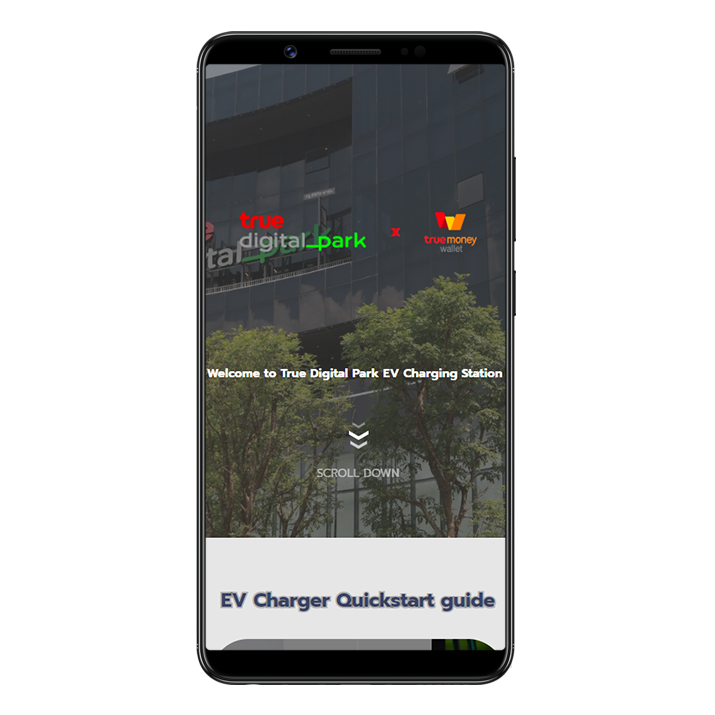 true
digital_park
x
truemoney
wallet
Welcome to True Digital Park EV Charging Station
SCROLL DOWN
EV Charger Quickstart guide